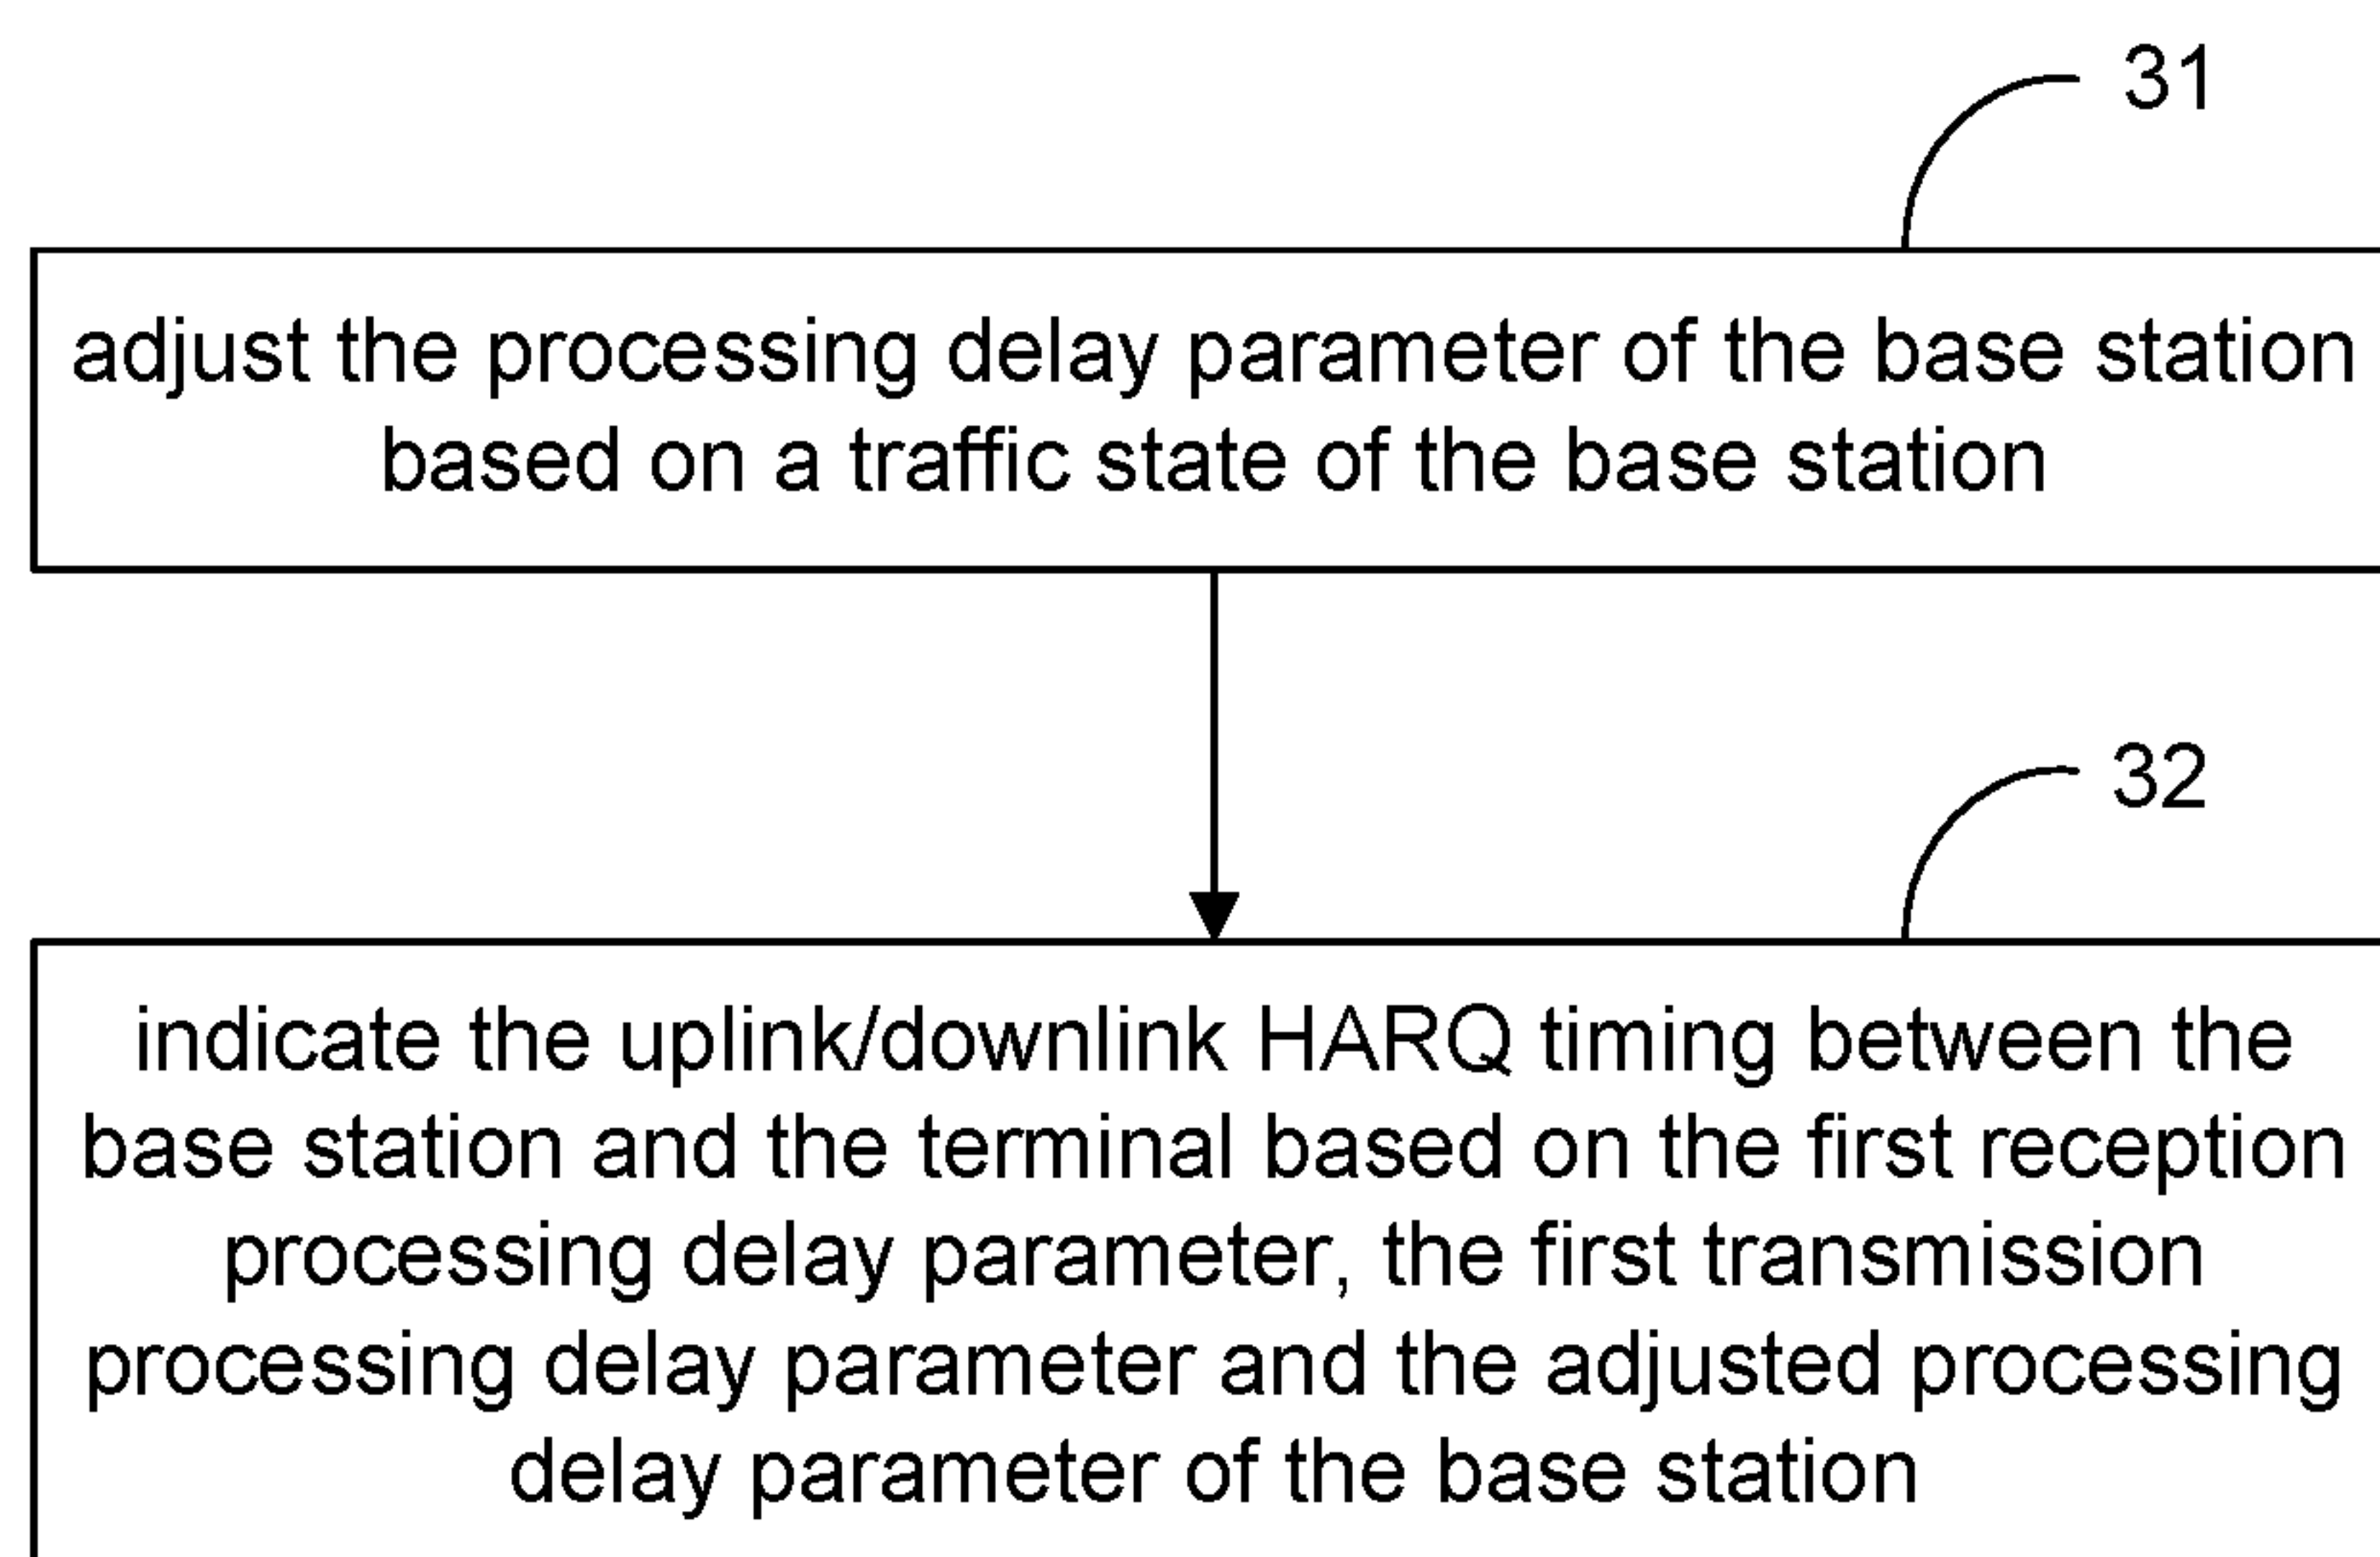 31
adjust the processing delay parameter of the base station
based on a traffic state of the base station
32
indicate the uplink/downlink HARQ timing between the
base station and the terminal based on the first reception
processing delay parameter, the first transmission
processing delay parameter and the adjusted processing
delay parameter of the base station